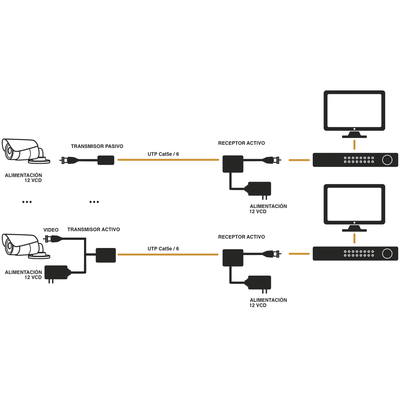 TRANSMISOR PASIVO
RECEPTOR ACTIVO
UTP Cat5e / 6
ALIMENTACIÓN
12 VCD
ALIMENTACIÓN
12 VCD
... ...
VIDEO
TRANSMISOR ACTIVO
RECEPTOR ACTIVO
UTP Cat5e / 6
ALIMENTACIÓN
12 VCD
ALIMENTACIÓN
12 VCD